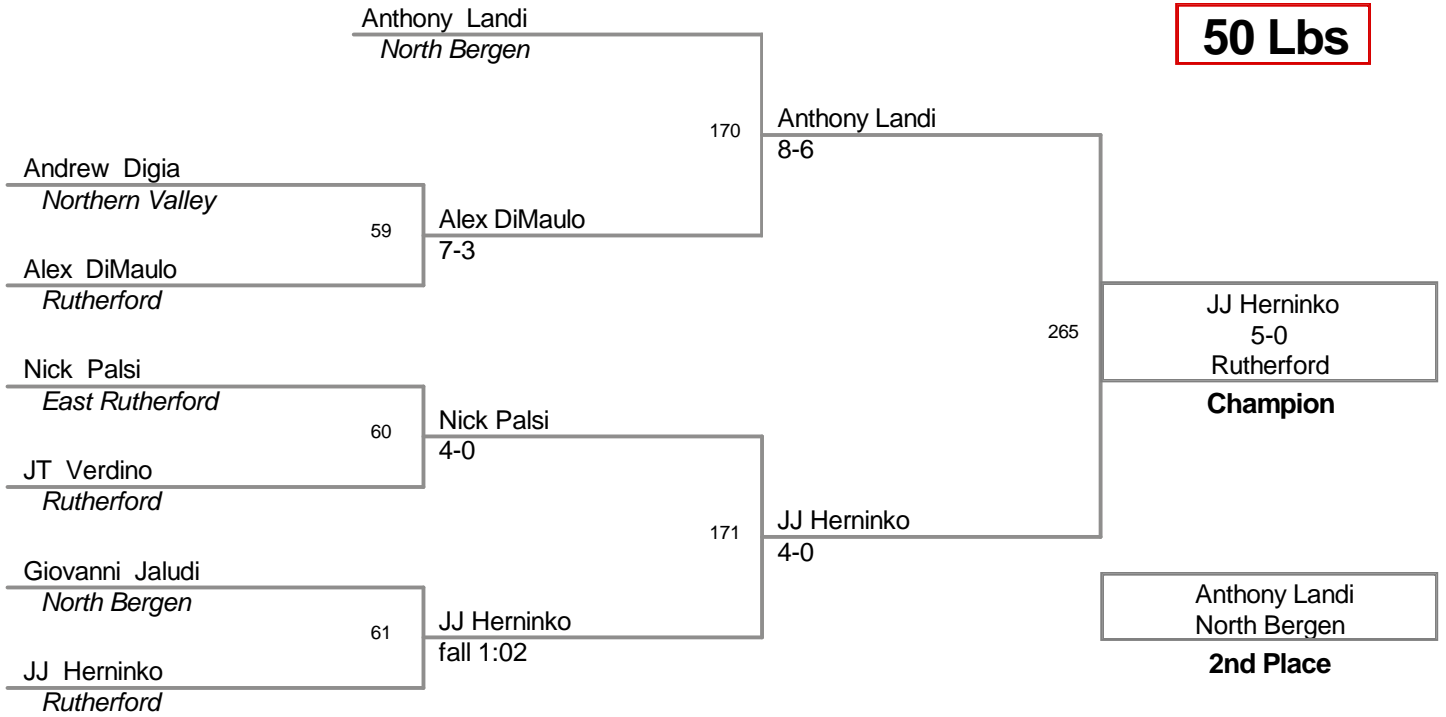 Anthony Landi
North Bergen
50 Lbs
170
Anthony Landi
8-6
Andrew Digia
Northern Valley
59
Alex DiMaulo
7-3
Alex DiMaulo
Rutherford
265
JJ Herninko
5-0
Rutherford
Champion
Nick Palsi
East Rutherford
60
Nick Palsi
4-0
JT Verdino
Rutherford
171
JJ Herninko
4-0
Giovanni Jaludi
North Bergen
61
JJ Herninko
fall 1:02
JJ Herninko
Rutherford
Anthony Landi
North Bergen
2nd Place